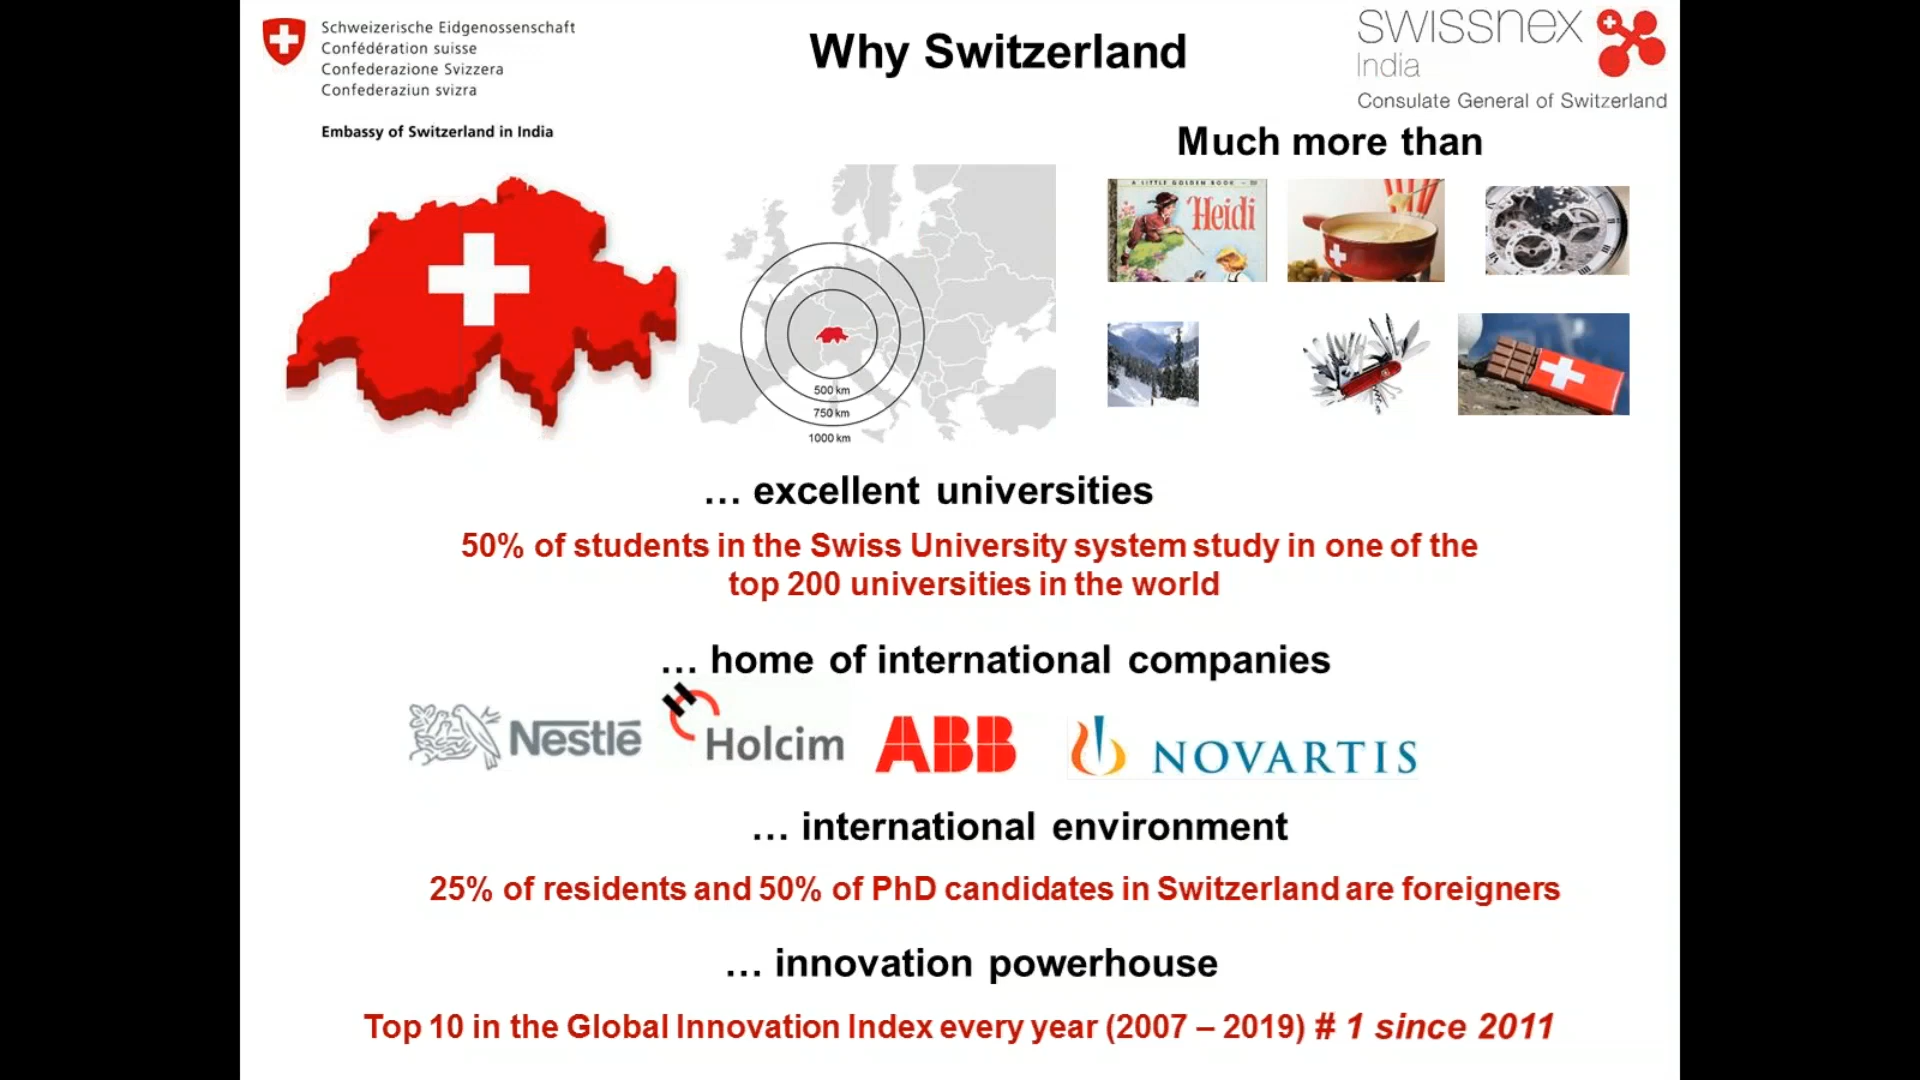 Schweizerische Eidgenossenschaft
Confédération suisse
Confederazione Svizzera
Confederaziun svizra
Embassy of Switzerland in India
Why Switzerland
swissnex
India
Consulate General of Switzerland
Much more than
A LITTLE GOLDEN BOOK
Heidi
500 km
750 km
1000 km
… excellent universities
50% of students in the Swiss University system study in one of the
top 200 universities in the world
… home of international companies
Nestlé
Holcim
ABB
NOVARTIS
… international environment
25% of residents and 50% of PhD candidates in Switzerland are foreigners
… innovation powerhouse
Top 10 in the Global Innovation Index every year (2007 – 2019) # 1 since 2011